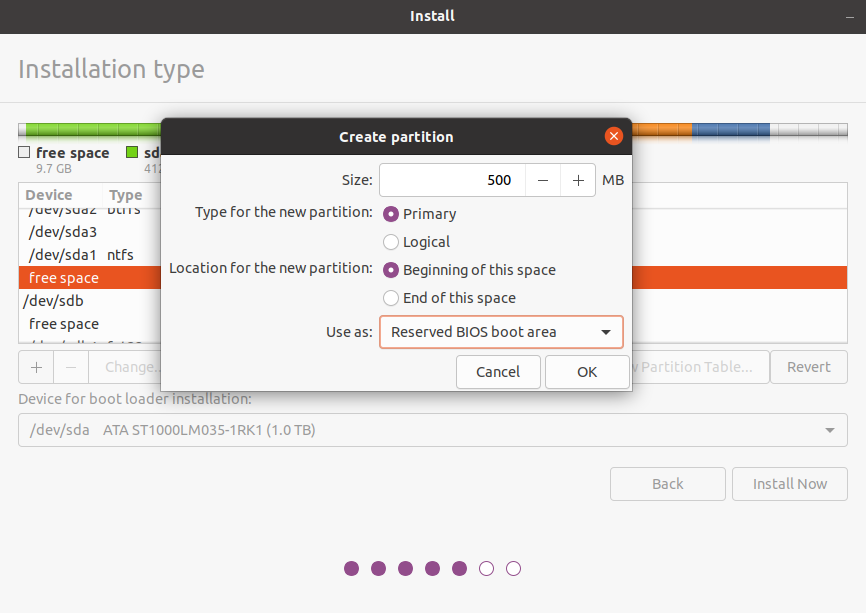 Install
Installation type
free space
sd
9.7 GB
412
Device Type
/dev/sda2 btrfs
/dev/sda3
/dev/sda1 ntfs
free space
/dev/sdb
free space
Create partition
Size: 500 − + MB
Type for the new partition: Primary
Logical
Location for the new partition: Beginning of this space
End of this space
Use as: Reserved BIOS boot area
Cancel OK
+ − Change... Partition Table... Revert
Device for boot loader installation:
/dev/sda ATA ST1000LM035-1RK1 (1.0 TB)
Back Install Now